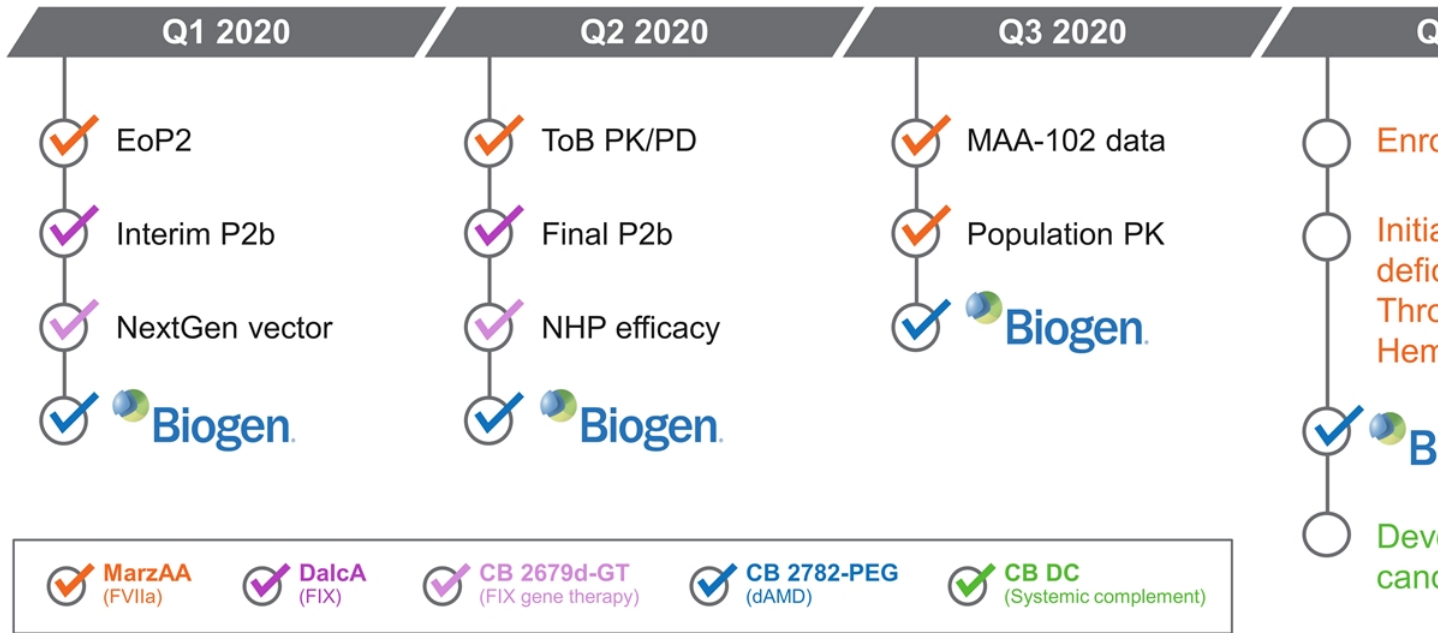 Q1 2020
EoP2
Interim P2b
NextGen vector
Biogen.
Q2 2020
ToB PK/PD
Final P2b
NHP efficacy
Biogen.
Q3 2020
MAA-102 data
Population PK
Biogen.
MarzAA
(FVIIa)
DalcA
(FIX)
CB 2679d-GT
(FIX gene therapy)
CB 2782-PEG
(dAMD)
CB DC
(Systemic complement)